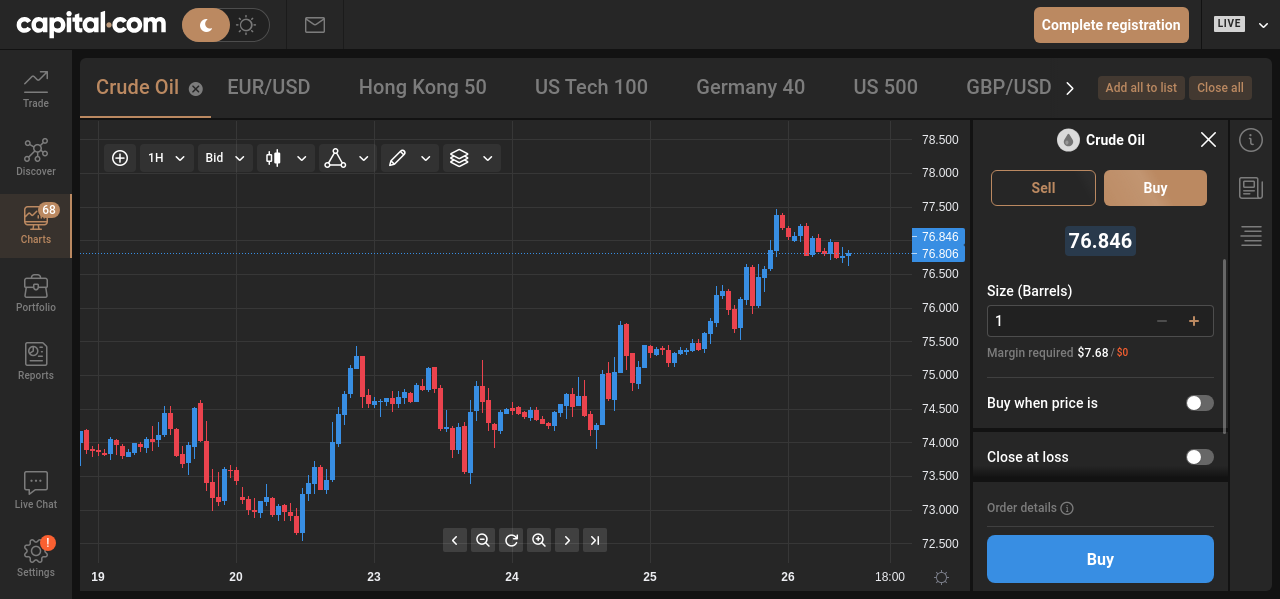 capital.com
Complete registration
LIVE
Trade
Discover
68
Charts
Portfolio
Reports
Live Chat
!
Settings
Crude Oil
EUR/USD
Hong Kong 50
US Tech 100
Germany 40
US 500
GBP/USD
Add all to list
Close all
1H
Bid
78.500
78.000
77.500
76.846
76.806
76.500
76.000
75.500
75.000
74.500
74.000
73.500
73.000
72.500
19
20
23
24
25
26
18:00
Crude Oil
Sell
Buy
76.846
Size (Barrels)
1
Margin required $7.68 / $0
Buy when price is
Close at loss
Order details
Buy